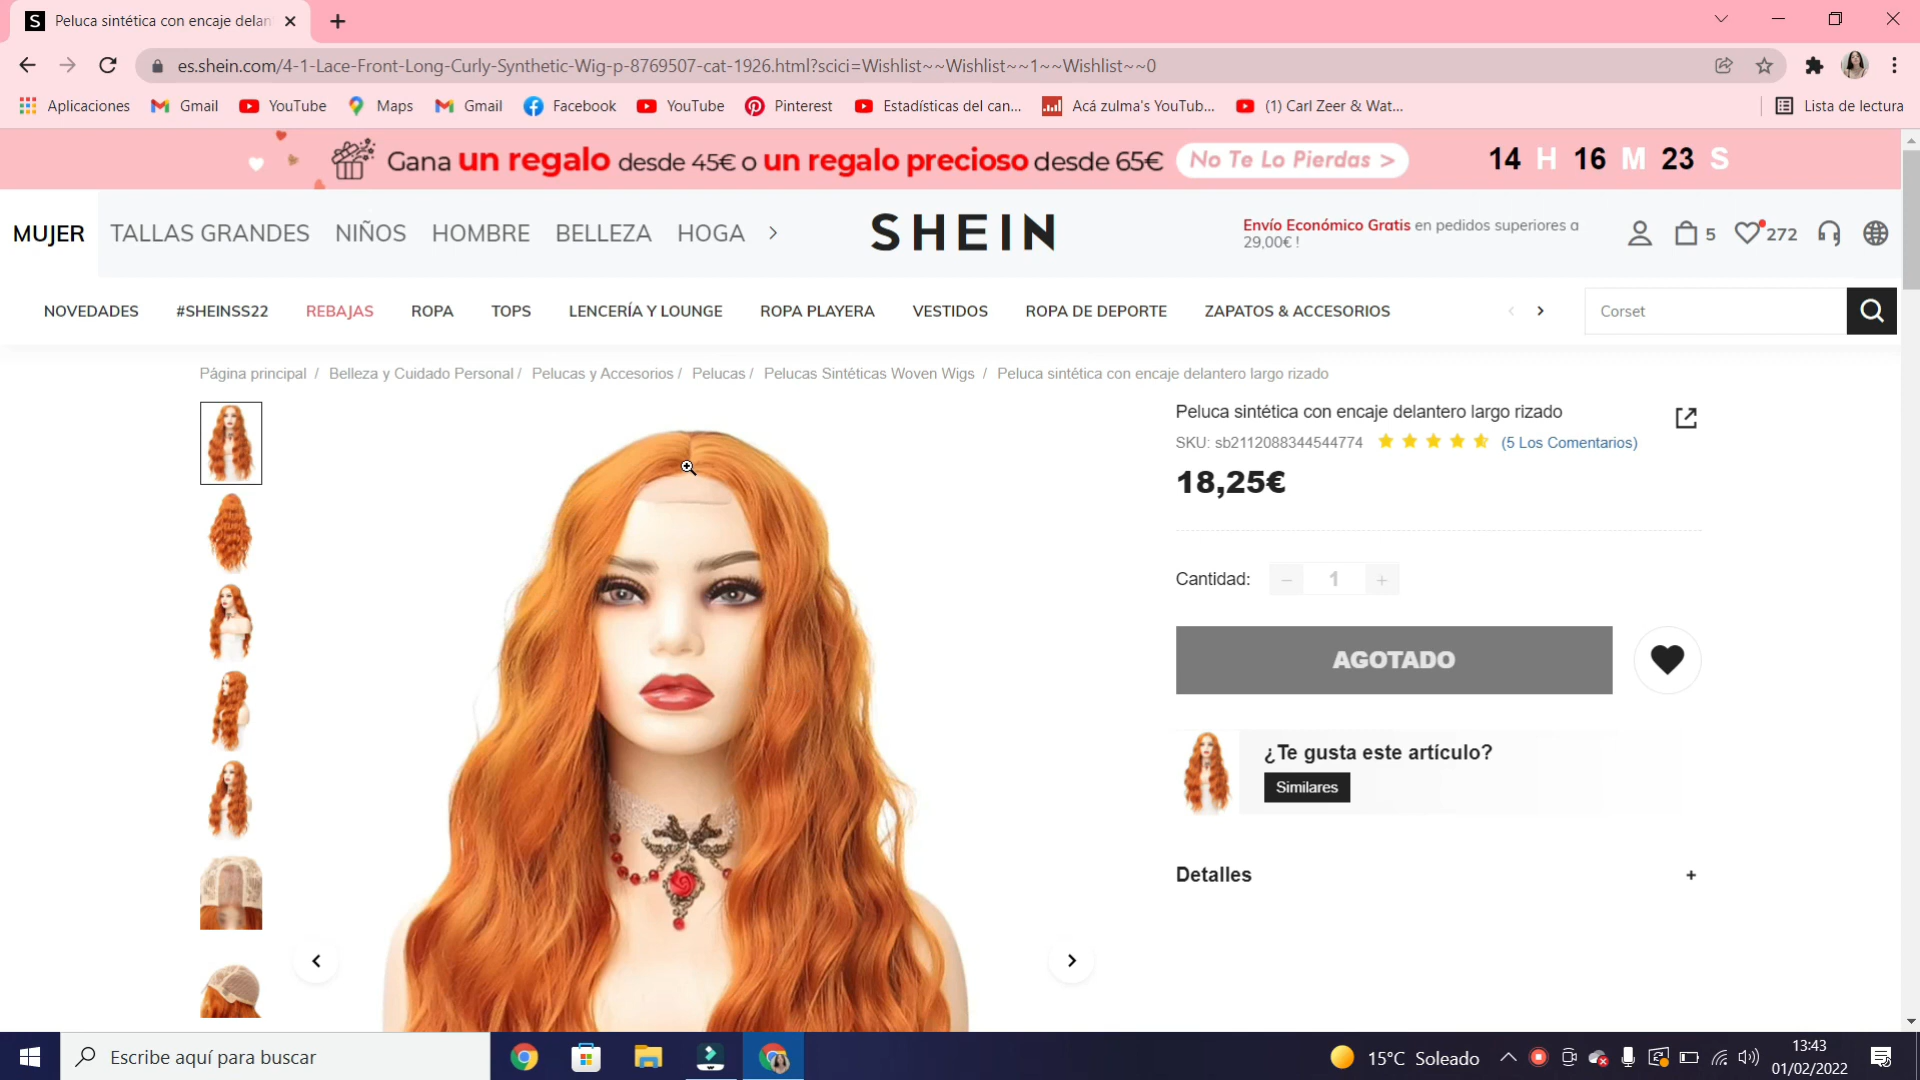 Peluca sintética con encaje delan
es.shein.com/4-1-Lace-Front-Long-Curly-Synthetic-Wig-p-8769507-cat-1926.html?scici=Wishlist~~Wishlist~~1~~Wishlist~~0
Aplicaciones Gmail YouTube Maps Gmail Facebook YouTube Pinterest Estadísticas del can... Acá zulma's YouTub... (1) Carl Zeer & Wat... Lista de lectura
Gana un regalo desde 45€ o un regalo precioso desde 65€ No Te Lo Pierdas > 14 H 16 M 23 S
MUJER TALLAS GRANDES NIÑOS HOMBRE BELLEZA HOGA SHEIN
Envío Económico Gratis en pedidos superiores a
29,00€ !
5 272
NOVEDADES #SHEINSS22 REBAJAS ROPA TOPS LENCERÍA Y LOUNGE ROPA PLAYERA VESTIDOS ROPA DE DEPORTE ZAPATOS & ACCESORIOS Corset
Página principal / Belleza y Cuidado Personal / Pelucas y Accesorios / Pelucas / Pelucas Sintéticas Woven Wigs / Peluca sintética con encaje delantero largo rizado
Peluca sintética con encaje delantero largo rizado
SKU: sb2112088344544774 (5 Los Comentarios)
18,25€
Cantidad: − 1 +
AGOTADO
¿Te gusta este artículo?
Similares
Detalles +
Escribe aquí para buscar
15°C Soleado
13:43
01/02/2022